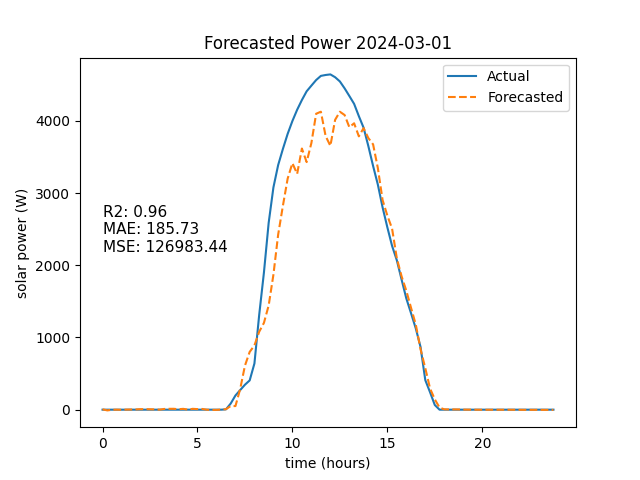 Forecasted Power 2024-03-01
Actual
Forecasted
solar power (W)
4000
3000
2000
1000
0
R2: 0.96
MAE: 185.73
MSE: 126983.44
0 5 10 15 20
time (hours)